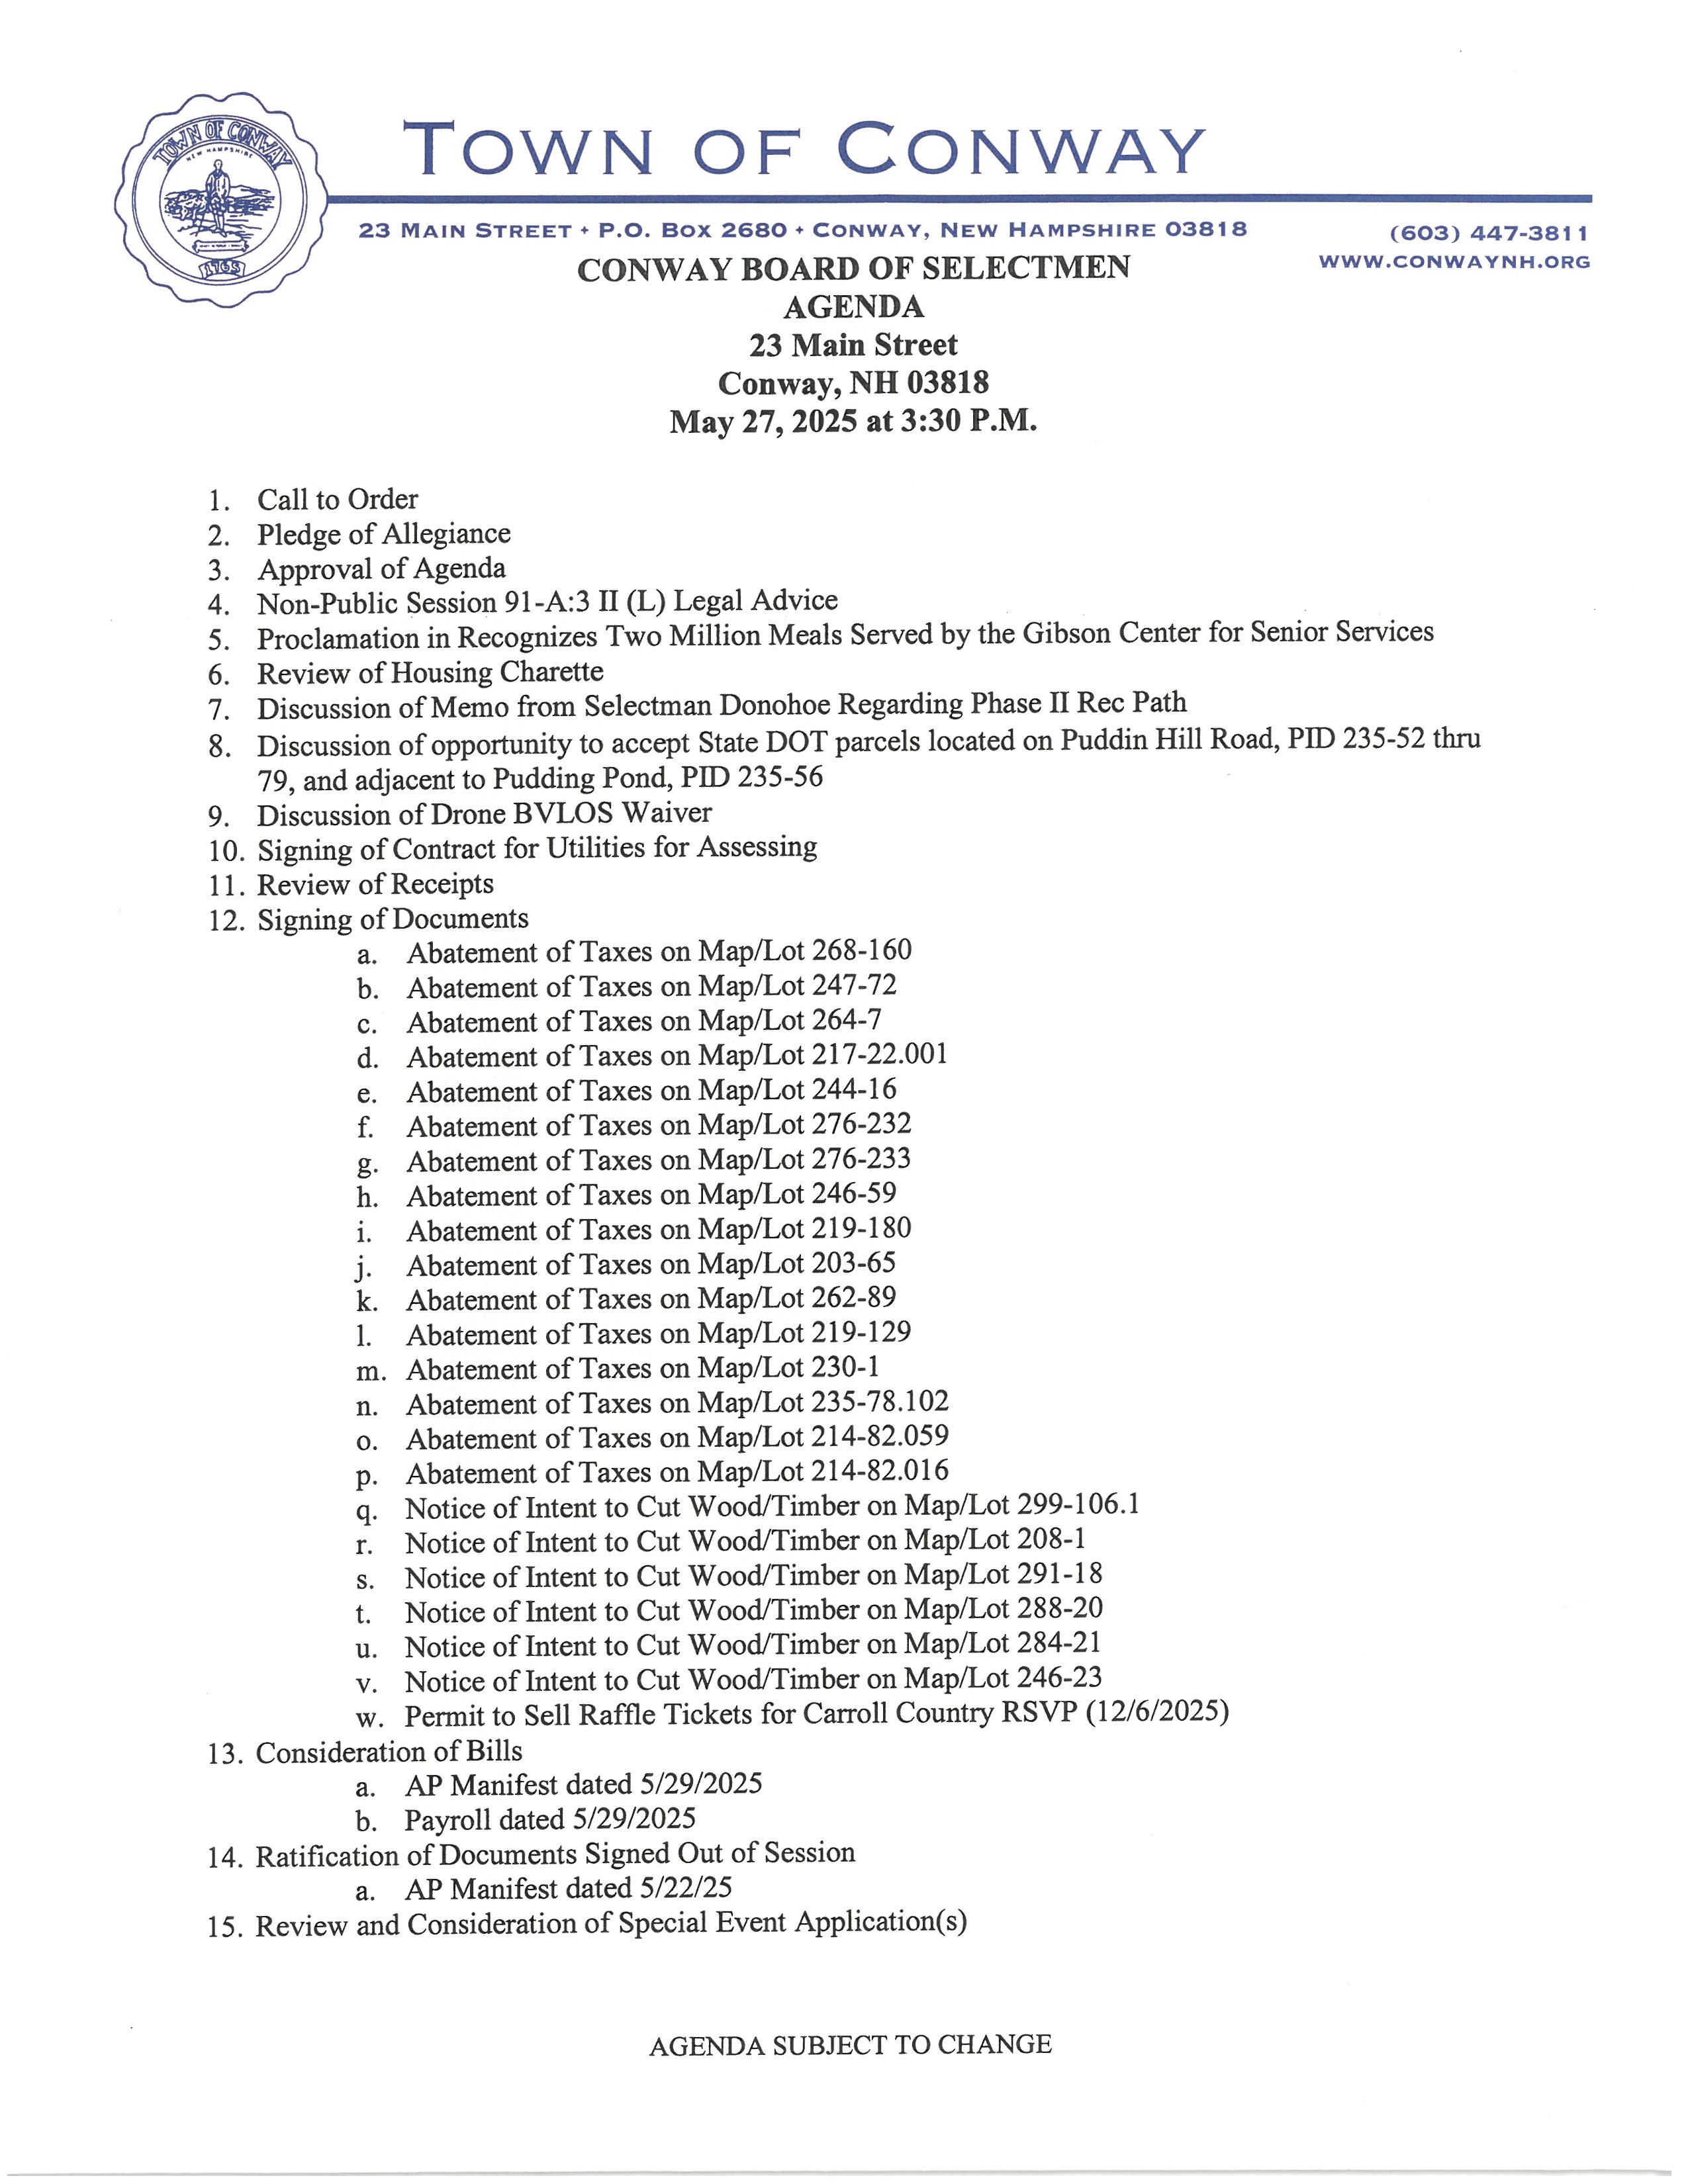 TOWN OF CONWAY
NEW HAMPSHIRE
1765
TOWN OF CONWAY
23 MAIN STREET • P.O. BOX 2680 • CONWAY, NEW HAMPSHIRE 03818
(603) 447-3811
WWW.CONWAYNH.ORG
CONWAY BOARD OF SELECTMEN
AGENDA
23 Main Street
Conway, NH 03818
May 27, 2025 at 3:30 P.M.
1. Call to Order
2. Pledge of Allegiance
3. Approval of Agenda
4. Non-Public Session 91-A:3 II (L) Legal Advice
5. Proclamation in Recognizes Two Million Meals Served by the Gibson Center for Senior Services
6. Review of Housing Charette
7. Discussion of Memo from Selectman Donohoe Regarding Phase II Rec Path
8. Discussion of opportunity to accept State DOT parcels located on Puddin Hill Road, PID 235-52 thru
79, and adjacent to Pudding Pond, PID 235-56
9. Discussion of Drone BVLOS Waiver
10. Signing of Contract for Utilities for Assessing
11. Review of Receipts
12. Signing of Documents
a. Abatement of Taxes on Map/Lot 268-160
b. Abatement of Taxes on Map/Lot 247-72
c. Abatement of Taxes on Map/Lot 264-7
d. Abatement of Taxes on Map/Lot 217-22.001
e. Abatement of Taxes on Map/Lot 244-16
f. Abatement of Taxes on Map/Lot 276-232
g. Abatement of Taxes on Map/Lot 276-233
h. Abatement of Taxes on Map/Lot 246-59
i. Abatement of Taxes on Map/Lot 219-180
j. Abatement of Taxes on Map/Lot 203-65
k. Abatement of Taxes on Map/Lot 262-89
l. Abatement of Taxes on Map/Lot 219-129
m. Abatement of Taxes on Map/Lot 230-1
n. Abatement of Taxes on Map/Lot 235-78.102
o. Abatement of Taxes on Map/Lot 214-82.059
p. Abatement of Taxes on Map/Lot 214-82.016
q. Notice of Intent to Cut Wood/Timber on Map/Lot 299-106.1
r. Notice of Intent to Cut Wood/Timber on Map/Lot 208-1
s. Notice of Intent to Cut Wood/Timber on Map/Lot 291-18
t. Notice of Intent to Cut Wood/Timber on Map/Lot 288-20
u. Notice of Intent to Cut Wood/Timber on Map/Lot 284-21
v. Notice of Intent to Cut Wood/Timber on Map/Lot 246-23
w. Permit to Sell Raffle Tickets for Carroll Country RSVP (12/6/2025)
13. Consideration of Bills
a. AP Manifest dated 5/29/2025
b. Payroll dated 5/29/2025
14. Ratification of Documents Signed Out of Session
a. AP Manifest dated 5/22/25
15. Review and Consideration of Special Event Application(s)
AGENDA SUBJECT TO CHANGE